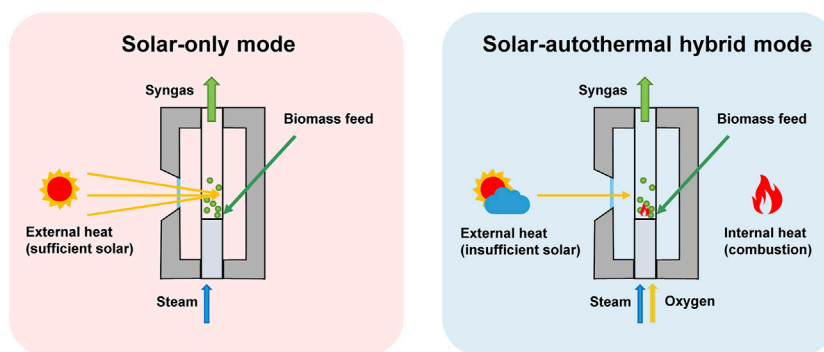 Solar-only mode
Syngas
Biomass feed
External heat
(sufficient solar)
Steam
Solar-autothermal hybrid mode
Syngas
Biomass feed
External heat
(insufficient solar)
Internal heat
(combustion)
Steam
Oxygen